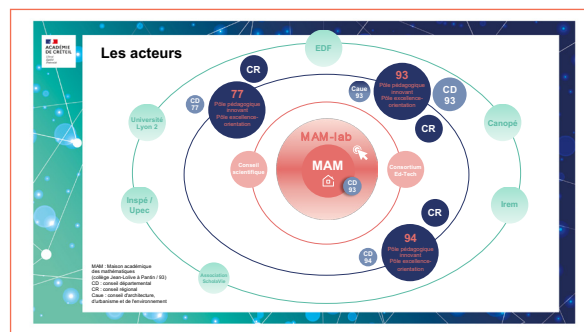 ACADÉMIE
DE CRÉTEIL
Les acteurs
EDF
CR
93
Pôle pédagogique
innovant
Pôle excellence-
orientation
Caue
93
CD
93
CR
77
Pôle pédagogique
innovant
Pôle excellence-
orientation
CD
77
Université
Lyon 2
Canopé
MAM-lab
MAM
CD
93
Conseil
scientifique
Consortium
Ed-Tech
Inspé /
Upec
Irem
CR
94
Pôle pédagogique
innovant
Pôle excellence-
orientation
CD
94
Association
MAM : Maison académique
des mathématiques
(collège Jean-Lolive à Pantin / 93)
CD : conseil départemental
CR : conseil régional
Caue : conseil d'architecture,
d'urbanisme et de l'environnement